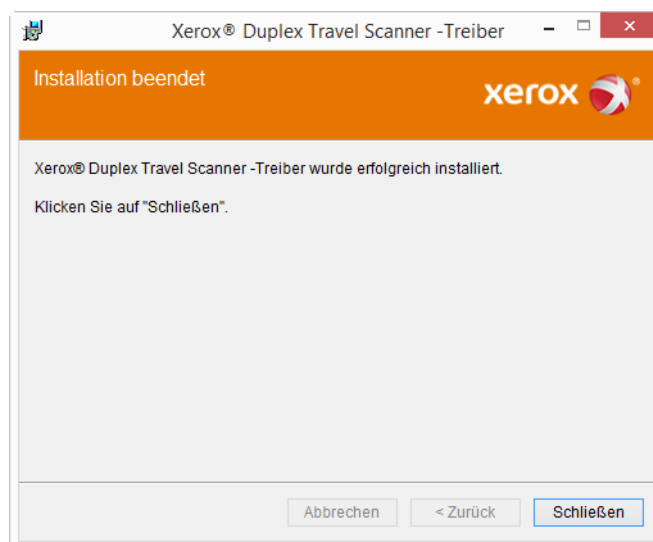 Xerox® Duplex Travel Scanner -Treiber
Installation beendet
xerox
Xerox® Duplex Travel Scanner -Treiber wurde erfolgreich installiert.
Klicken Sie auf "Schließen".
Abbrechen
< Zurück
Schließen